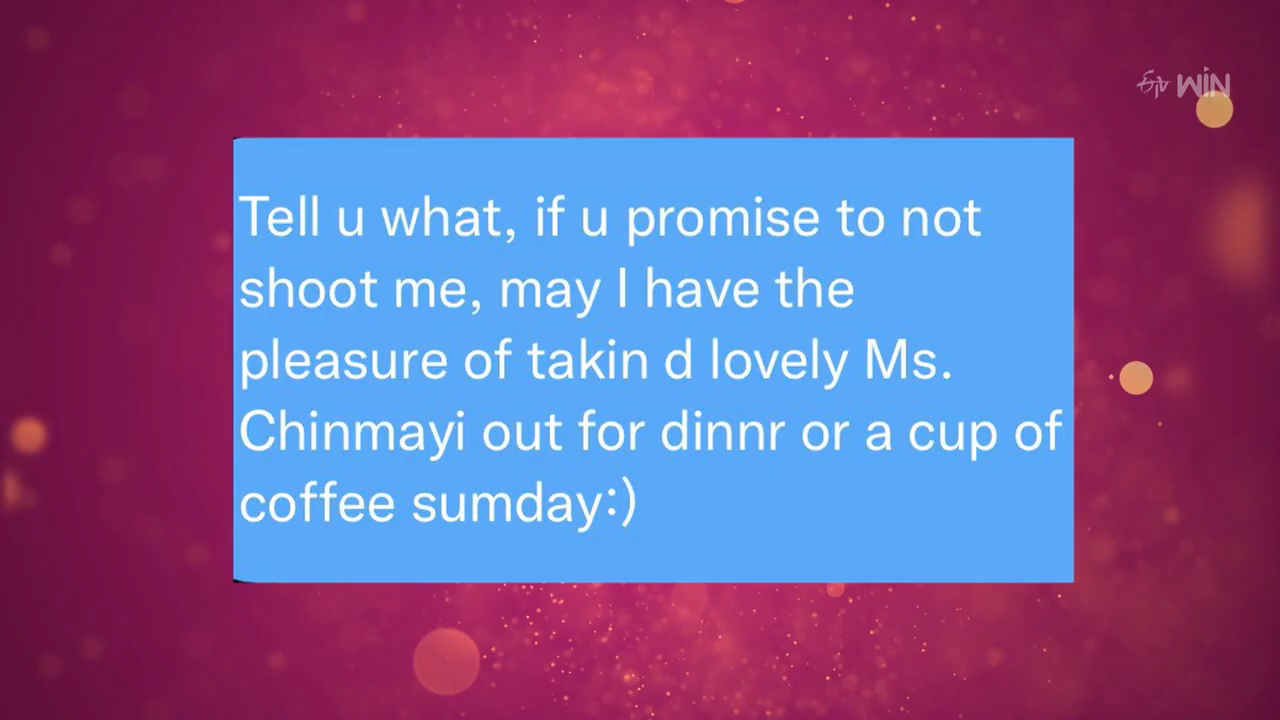 ఈటీవీ WIN
Tell u what, if u promise to not
shoot me, may I have the
pleasure of takin d lovely Ms.
Chinmayi out for dinnr or a cup of
coffee sumday:)